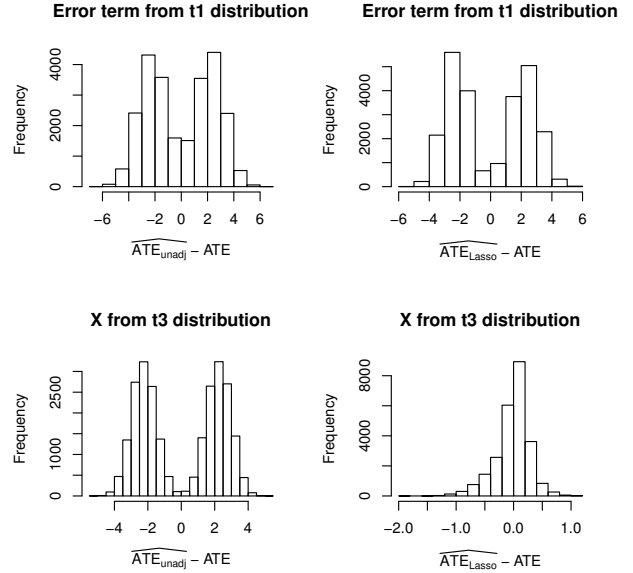 Error term from t1 distribution
Frequency
0 2000 4000
−6 −2 0 2 4 6
ATE_unadj − ATE
Error term from t1 distribution
Frequency
0 2000 4000
−6 −4 −2 0 2 4 6
ATE_Lasso − ATE
X from t3 distribution
Frequency
0 1000 2500
−4 −2 0 2 4
ATE_unadj − ATE
X from t3 distribution
Frequency
0 4000 8000
−2.0 −1.0 0.0 1.0
ATE_Lasso − ATE